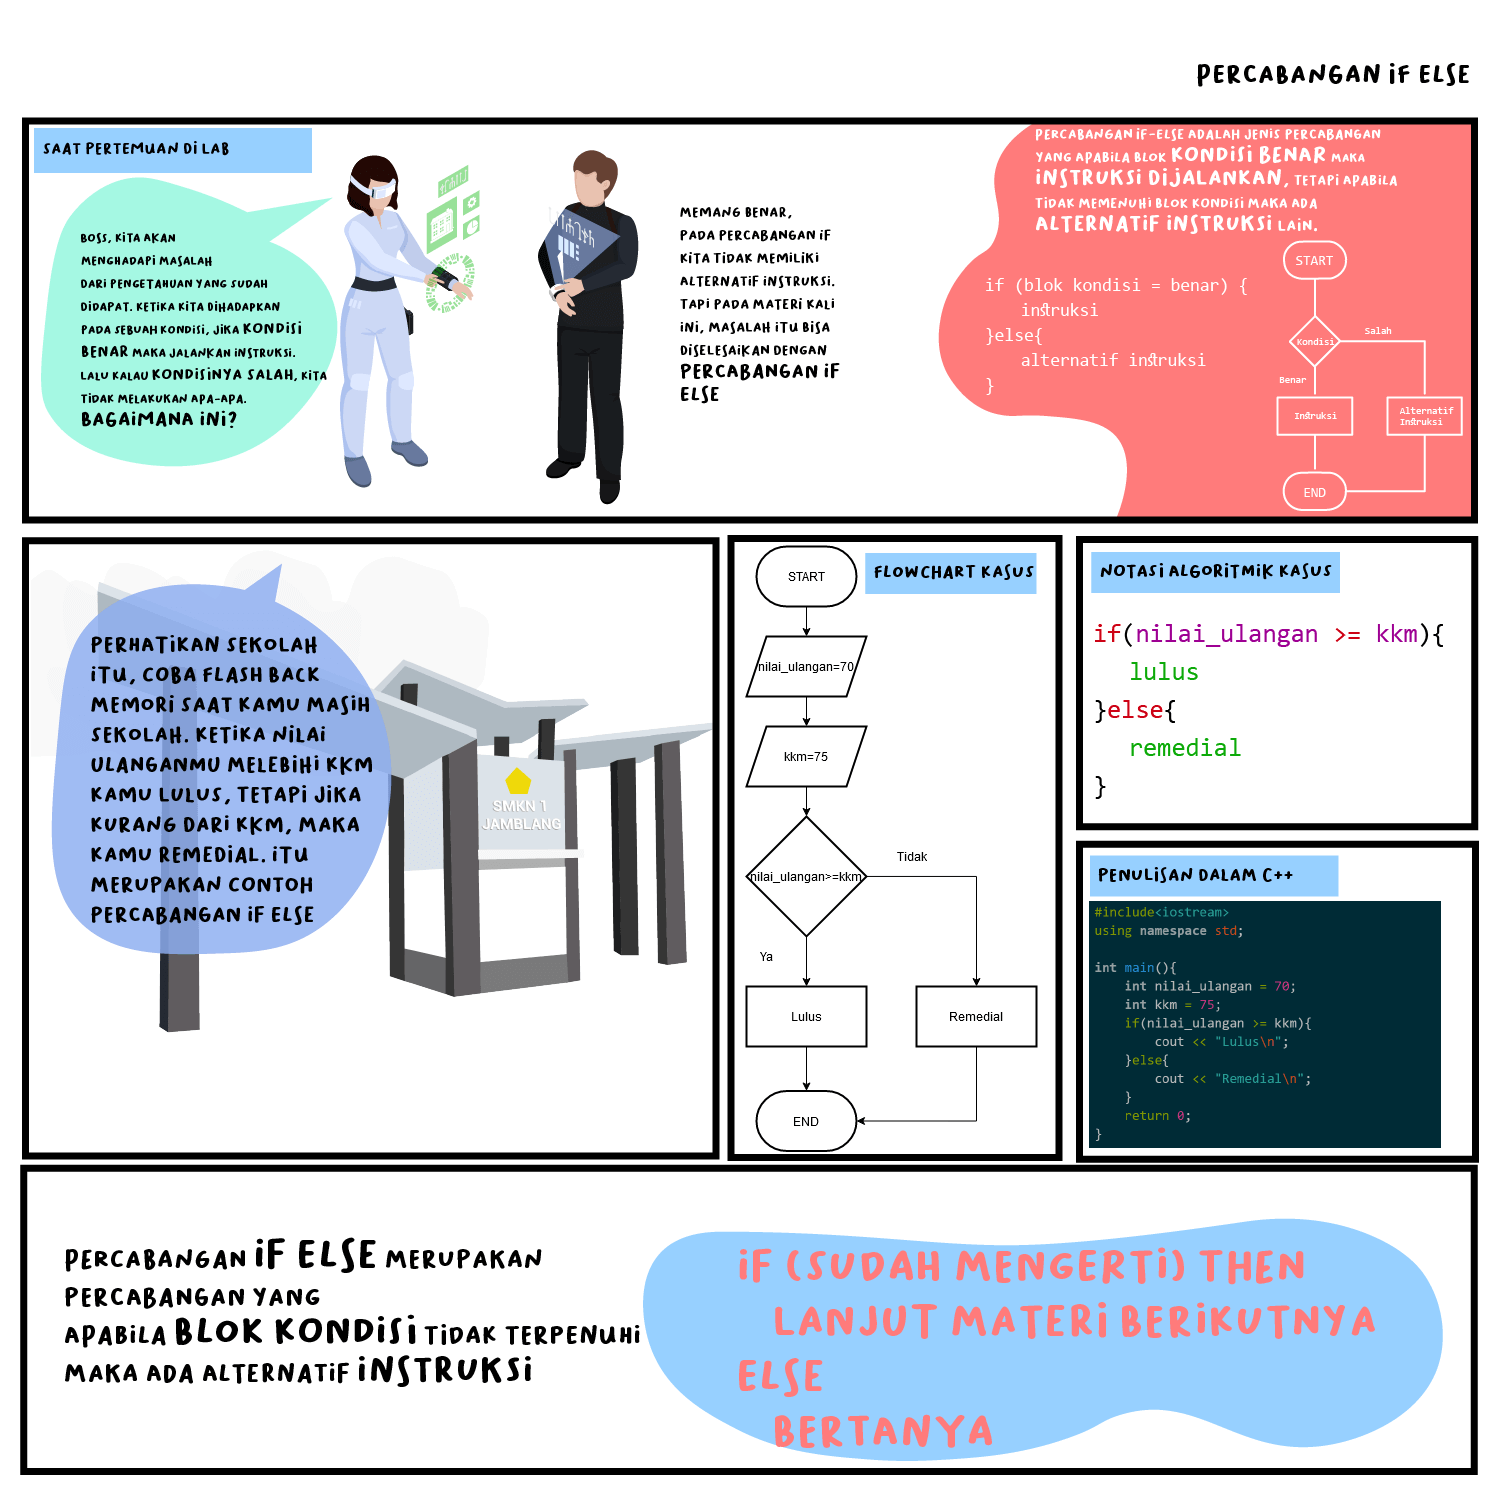 PERCABANGAN IF ELSE
SAAT PERTEMUAN DI LAB
BOSS, KITA AKAN
MENGHADAPI MASALAH
DARI PENGETAHUAN YANG SUDAH
DIDAPAT. KETIKA KITA DIHADAPKAN
PADA SEBUAH KONDISI, JIKA KONDISI
BENAR MAKA JALANKAN INSTRUKSI.
LALU KALAU KONDISINYA SALAH, KITA
TIDAK MELAKUKAN APA-APA.
BAGAIMANA INI?
MEMANG BENAR,
PADA PERCABANGAN IF
KITA TIDAK MEMILIKI
ALTERNATIF INSTRUKSI.
TAPI PADA MATERI KALI
INI, MASALAH ITU BISA
DISELESAIKAN DENGAN
PERCABANGAN IF
ELSE
PERCABANGAN IF-ELSE ADALAH JENIS PERCABANGAN
YANG APABILA BLOK KONDISI BENAR MAKA
INSTRUKSI DIJALANKAN, TETAPI APABILA
TIDAK MEMENUHI BLOK KONDISI MAKA ADA
ALTERNATIF INSTRUKSI LAIN.
if (blok kondisi = benar) {
instruksi
}else{
alternatif instruksi
}
START
Kondisi
Salah
Benar
Instruksi
Alternatif
Instruksi
END
PERHATIKAN SEKOLAH
ITU, COBA FLASH BACK
MEMORI SAAT KAMU MASIH
SEKOLAH. KETIKA NILAI
ULANGANMU MELEBIHI KKM
KAMU LULUS, TETAPI JIKA
KURANG DARI KKM, MAKA
KAMU REMEDIAL. ITU
MERUPAKAN CONTOH
PERCABANGAN IF ELSE
SMKN 1
JAMBLANG
FLOWCHART KASUS
START
nilai_ulangan=70
kkm=75
nilai_ulangan>=kkm
Tidak
Ya
Lulus
Remedial
END
NOTASI ALGORITMIK KASUS
if(nilai_ulangan >= kkm){
lulus
}else{
remedial
}
PENULISAN DALAM C++
#include<iostream>
using namespace std;
int main(){
int nilai_ulangan = 70;
int kkm = 75;
if(nilai_ulangan >= kkm){
cout << "Lulus\n";
}else{
cout << "Remedial\n";
}
return 0;
}
PERCABANGAN IF ELSE MERUPAKAN
PERCABANGAN YANG
APABILA BLOK KONDISI TIDAK TERPENUHI
MAKA ADA ALTERNATIF INSTRUKSI
IF (SUDAH MENGERTI) THEN
LANJUT MATERI BERIKUTNYA
ELSE
BERTANYA